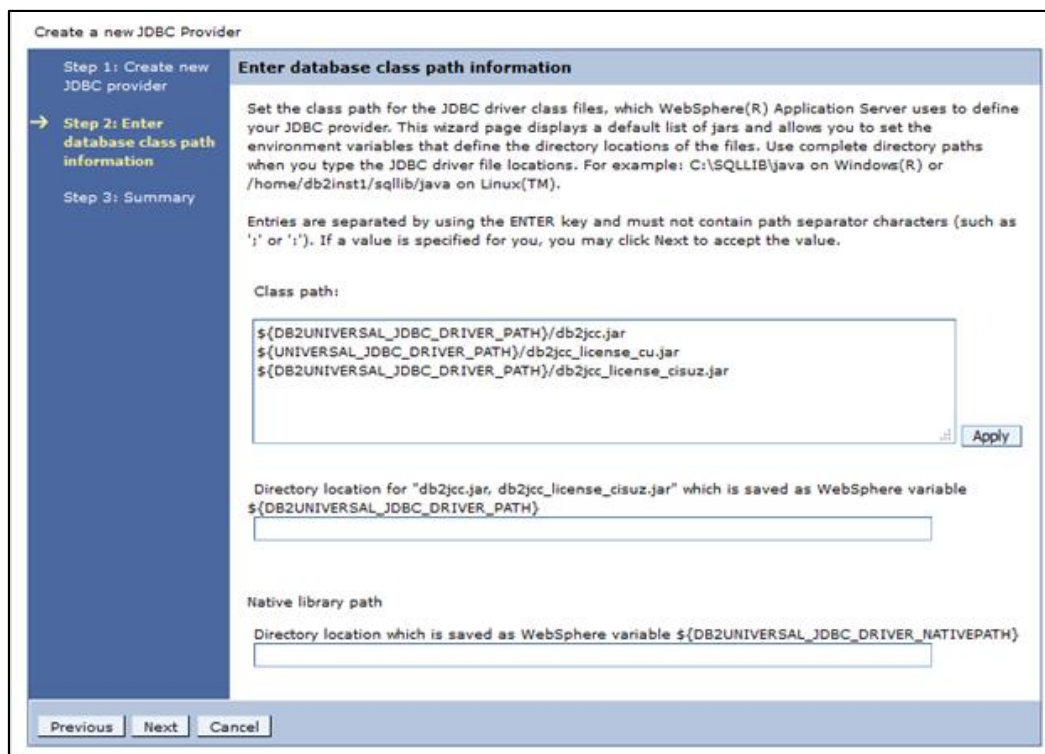 Create a new JDBC Provider
Step 1: Create new
JDBC provider
Step 2: Enter
database class path
information
Step 3: Summary
Enter database class path information
Set the class path for the JDBC driver class files, which WebSphere(R) Application Server uses to define
your JDBC provider. This wizard page displays a default list of jars and allows you to set the
environment variables that define the directory locations of the files. Use complete directory paths
when you type the JDBC driver file locations. For example: C:\SQLLIB\java on Windows(R) or
/home/db2inst1/sqllib/java on Linux(TM).
Entries are separated by using the ENTER key and must not contain path separator characters (such as
';' or ':'). If a value is specified for you, you may click Next to accept the value.
Class path:
${DB2UNIVERSAL_JDBC_DRIVER_PATH}/db2jcc.jar
${UNIVERSAL_JDBC_DRIVER_PATH}/db2jcc_license_cu.jar
${DB2UNIVERSAL_JDBC_DRIVER_PATH}/db2jcc_license_cisuz.jar
Apply
Directory location for "db2jcc.jar, db2jcc_license_cisuz.jar" which is saved as WebSphere variable
${DB2UNIVERSAL_JDBC_DRIVER_PATH}
Native library path
Directory location which is saved as WebSphere variable ${DB2UNIVERSAL_JDBC_DRIVER_NATIVEPATH}
Previous Next Cancel